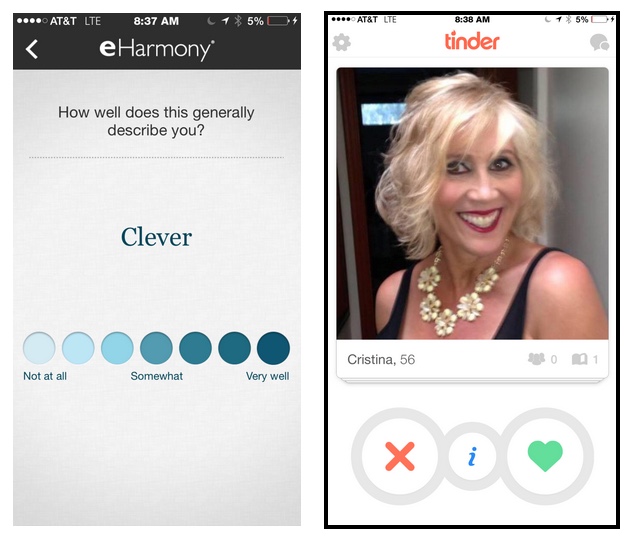 AT&T LTE 8:37 AM 5%
eHarmony®
How well does this generally
describe you?
Clever
Not at all Somewhat Very well
AT&T LTE 8:38 AM 5%
tinder
Cristina, 56 0 1
i